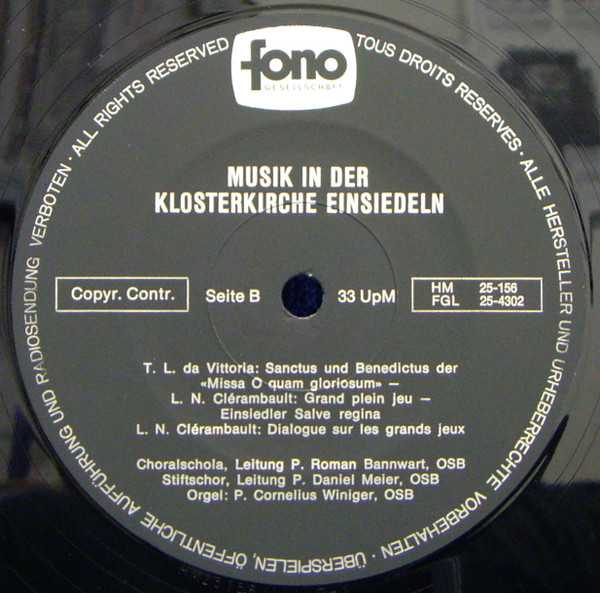 fono
GESELLSCHAFT
ALL RIGHTS RESERVED
TOUS DROITS RESERVES · ALLE HERSTELLER UND URHEBERRECHTE VORBEHALTEN · ÜBERSPIELEN, ÖFFENTLICHE AUFFÜHRUNG UND RADIOSENDUNG VERBOTEN ·
MUSIK IN DER
KLOSTERKIRCHE EINSIEDELN
Copyr. Contr.
Seite B
33 UpM
HM 25-156
FGL 25-4302
T. L. da Vittoria: Sanctus und Benedictus der
«Missa O quam gloriosum» –
L. N. Clérambault: Grand plein jeu –
Einsiedler Salve regina
L. N. Clérambault: Dialogue sur les grands jeux
Choralschola, Leitung P. Roman Bannwart, OSB
Stiftschor, Leitung P. Daniel Meier, OSB
Orgel: P. Cornelius Winiger, OSB